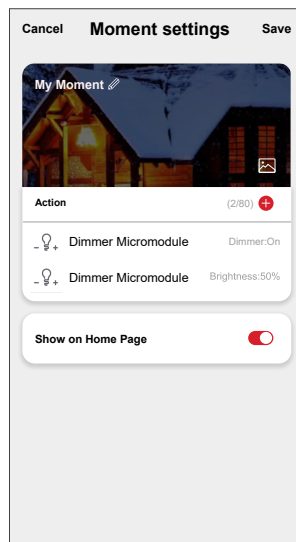 Cancel Moment settings Save
My Moment
Action (2/80)
Dimmer Micromodule Dimmer:On
Dimmer Micromodule Brightness:50%
Show on Home Page